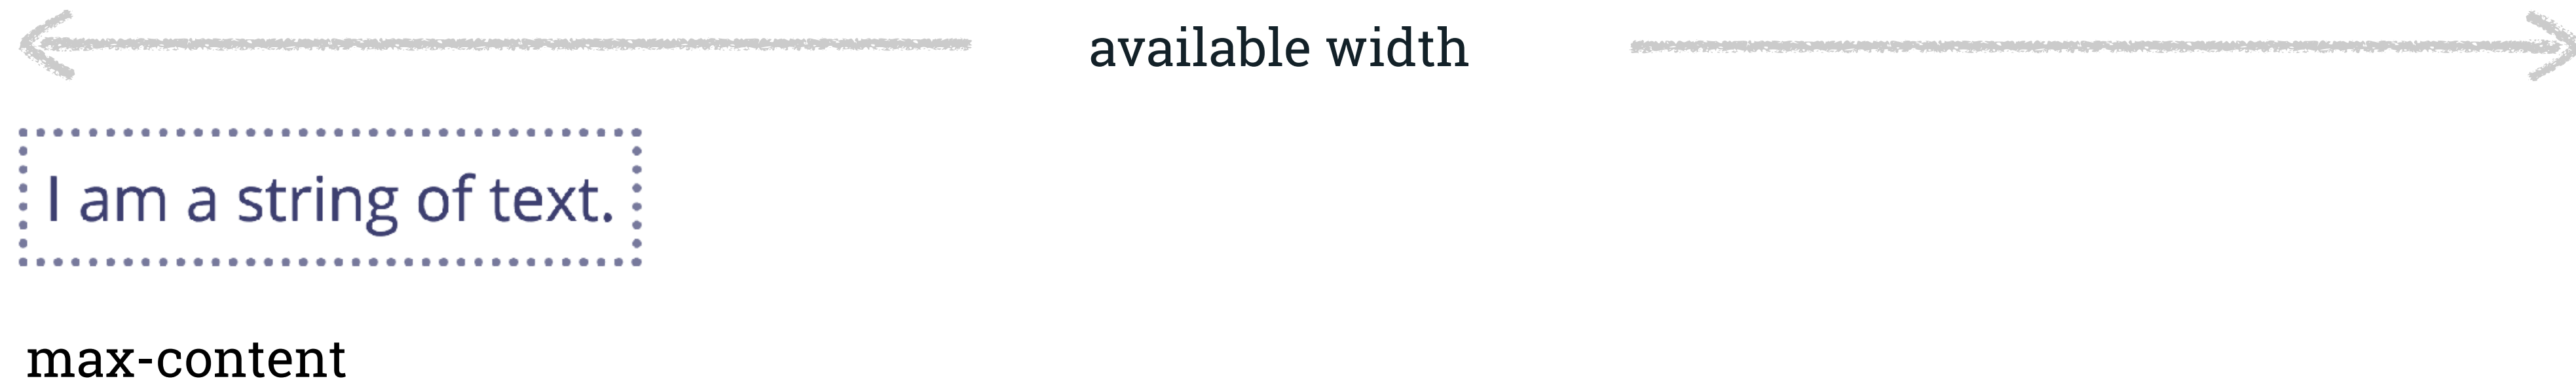 available width
I am a string of text.
max-content